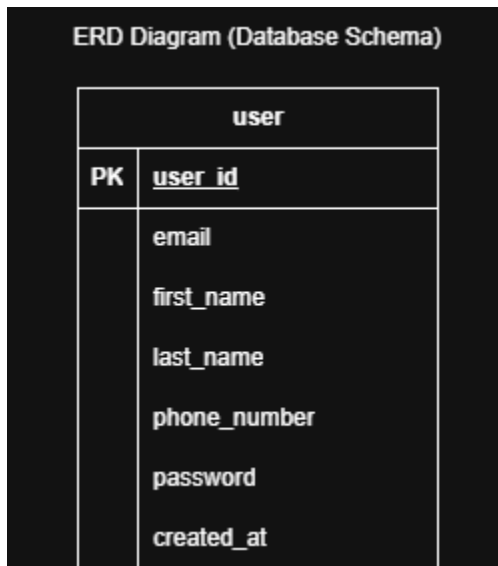 ERD Diagram (Database Schema)
user
PK user_id
email
first_name
last_name
phone_number
password
created_at